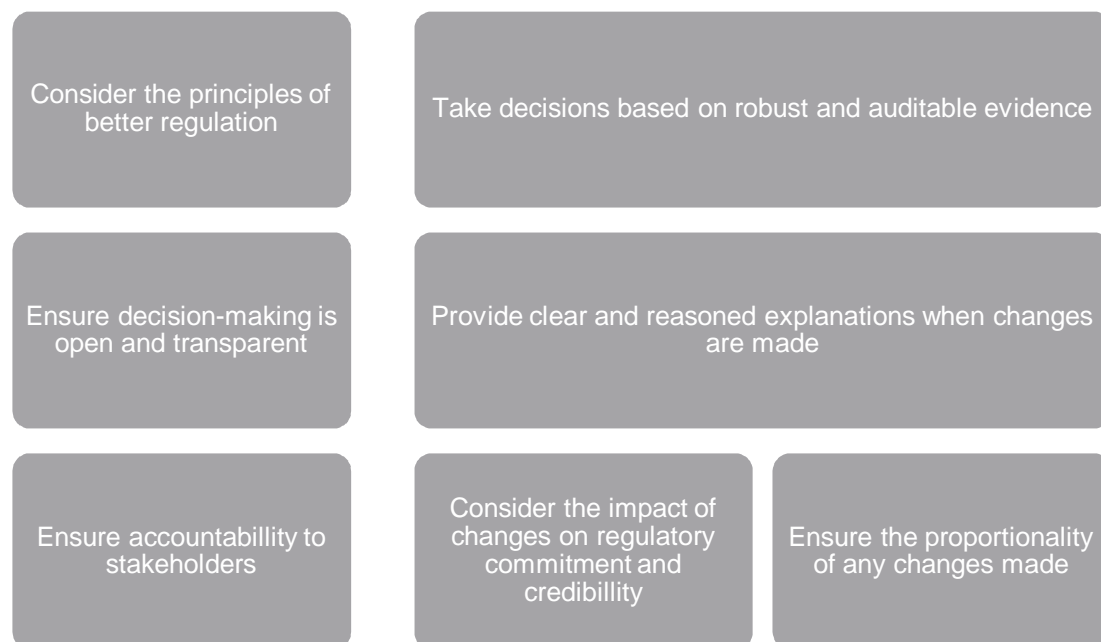 Consider the principles of
better regulation
Take decisions based on robust and auditable evidence
Ensure decision-making is
open and transparent
Provide clear and reasoned explanations when changes
are made
Ensure accountabillity to
stakeholders
Consider the impact of
changes on regulatory
commitment and
credibillity
Ensure the proportionality
of any changes made